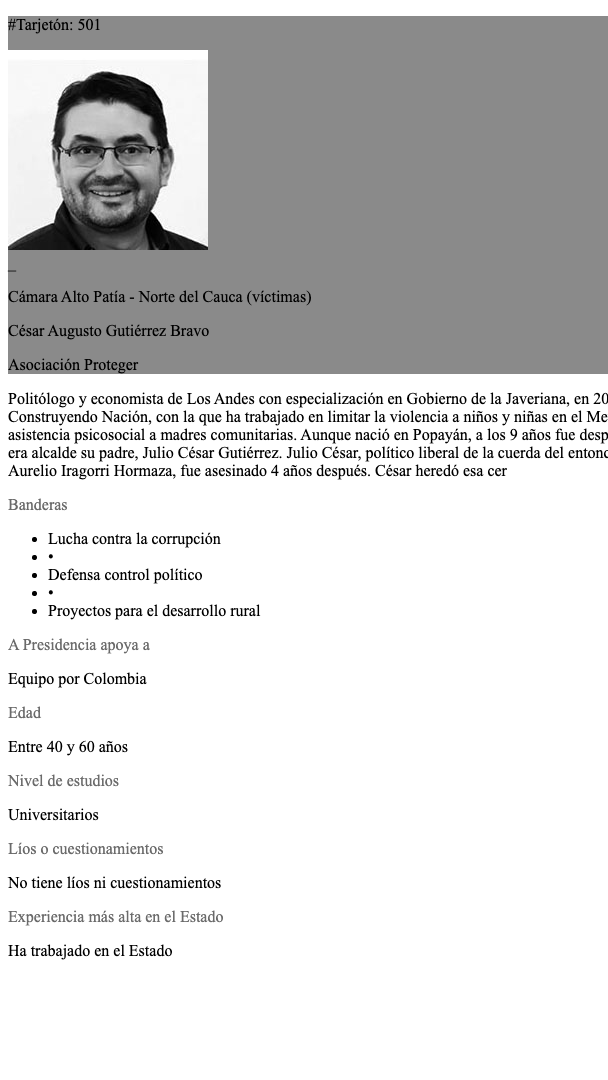 #Tarjetón: 501
_
Cámara Alto Patía - Norte del Cauca (víctimas)
César Augusto Gutiérrez Bravo
Asociación Proteger
Politólogo y economista de Los Andes con especialización en Gobierno de la Javeriana, en 20
Construyendo Nación, con la que ha trabajado en limitar la violencia a niños y niñas en el Me
asistencia psicosocial a madres comunitarias. Aunque nació en Popayán, a los 9 años fue desp
era alcalde su padre, Julio César Gutiérrez. Julio César, político liberal de la cuerda del entonc
Aurelio Iragorri Hormaza, fue asesinado 4 años después. César heredó esa cer
Banderas
• Lucha contra la corrupción
• •
• Defensa control político
• •
• Proyectos para el desarrollo rural
A Presidencia apoya a
Equipo por Colombia
Edad
Entre 40 y 60 años
Nivel de estudios
Universitarios
Líos o cuestionamientos
No tiene líos ni cuestionamientos
Experiencia más alta en el Estado
Ha trabajado en el Estado